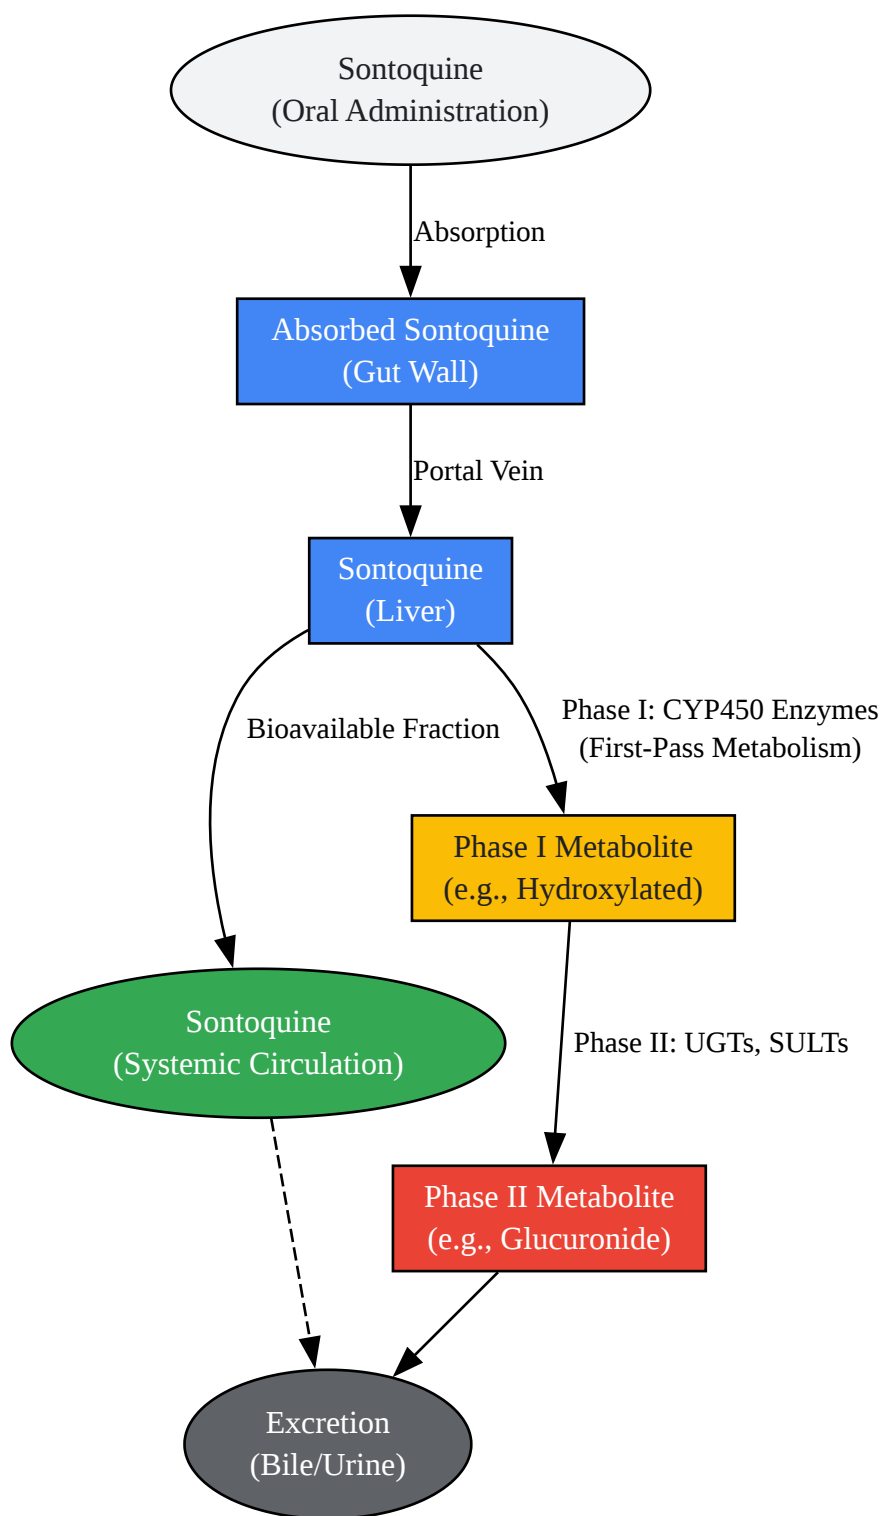 Sontoquine
(Oral Administration)
Absorption
Absorbed Sontoquine
(Gut Wall)
Portal Vein
Sontoquine
(Liver)
Phase I: CYP450 Enzymes
(First-Pass Metabolism)
Bioavailable Fraction
Phase I Metabolite
(e.g., Hydroxylated)
Sontoquine
(Systemic Circulation)
Phase II: UGTs, SULTs
Phase II Metabolite
(e.g., Glucuronide)
Excretion
(Bile/Urine)